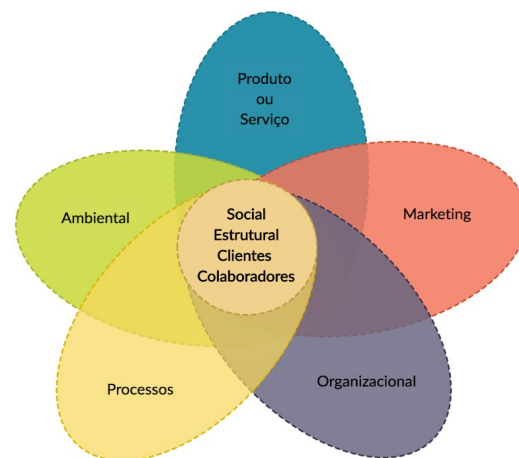 Produto
ou
Serviço
Ambiental
Social
Estrutural
Clientes
Colaboradores
Marketing
Processos
Organizacional